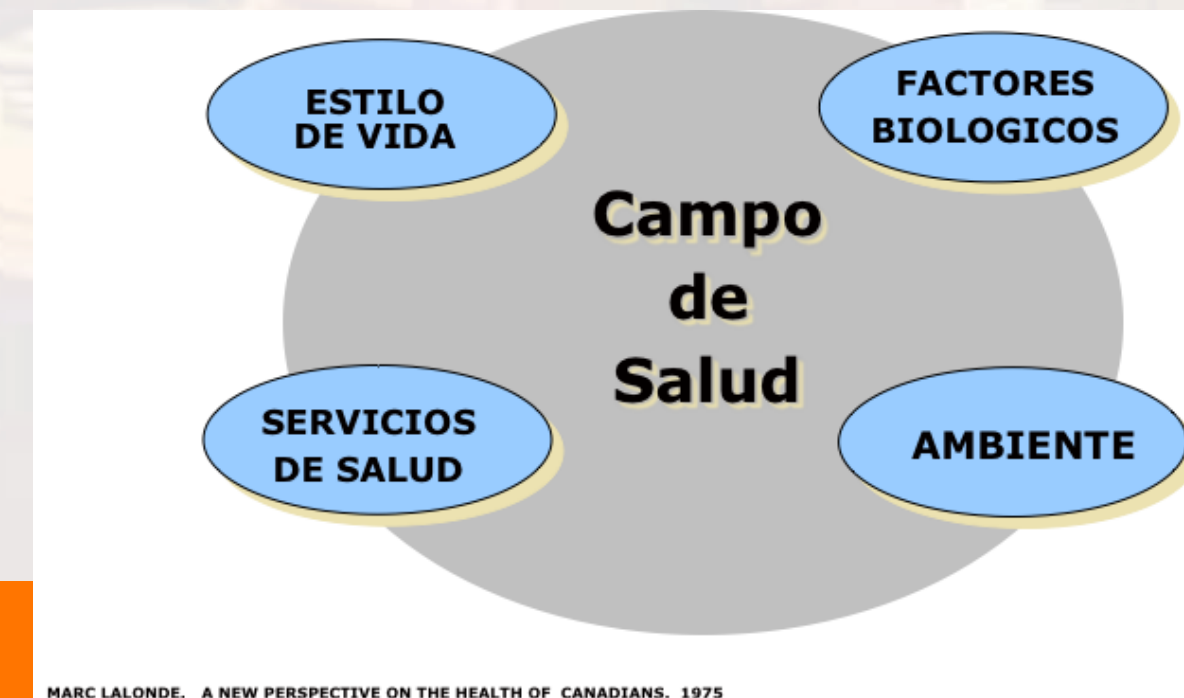 ESTILO
DE VIDA
FACTORES
BIOLOGICOS
Campo
de
Salud
SERVICIOS
DE SALUD
AMBIENTE
MARC LALONDE. A NEW PERSPECTIVE ON THE HEALTH OF CANADIANS. 1975